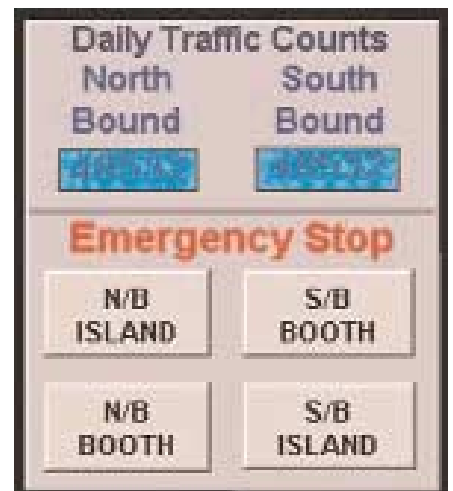 Daily Traffic Counts
North
South
Bound
Bound
Emergency Stop
N/B
ISLAND
S/B
BOOTH
N/B
BOOTH
S/B
ISLAND